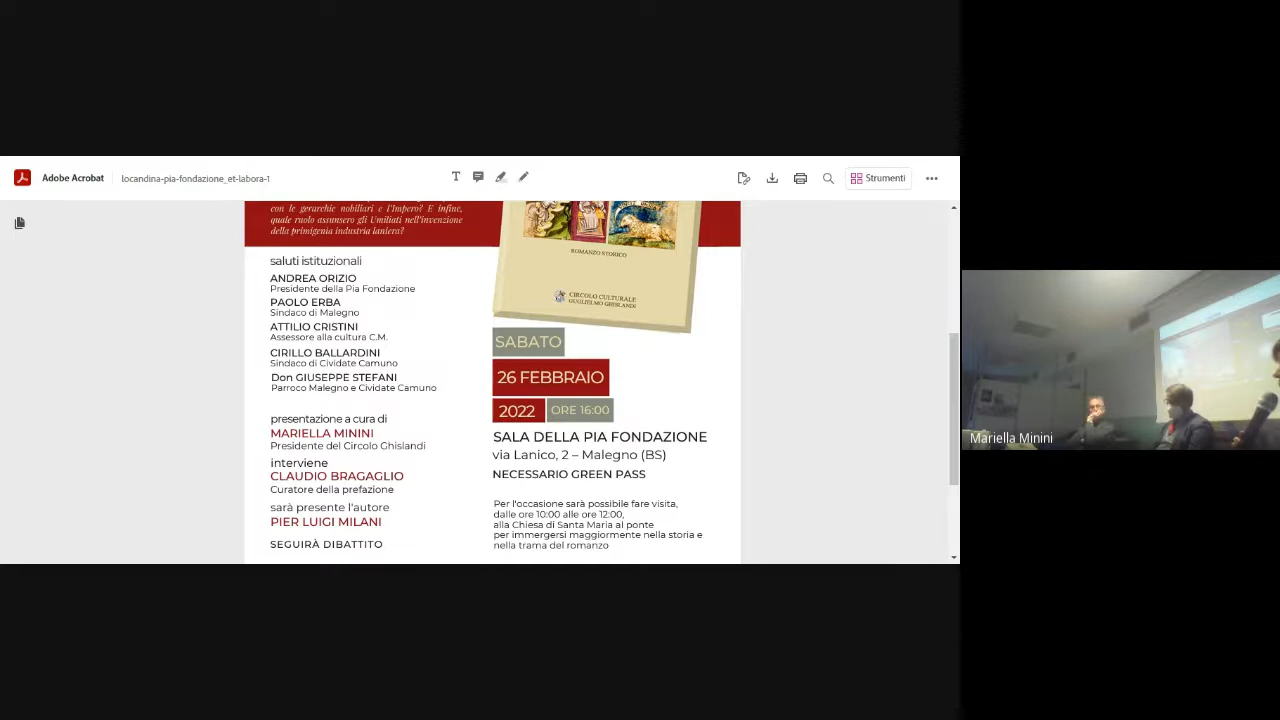 Adobe Acrobat
locandina-pia-fondazione_et-labora-1
Strumenti
con le gerarchie nobiliari e l'Impero? E infine,
quale ruolo assunsero gli Umiliati nell'invenzione
della primigenia industria laniera?
saluti istituzionali
ANDREA ORIZIO
Presidente della Pia Fondazione
PAOLO ERBA
Sindaco di Malegno
ATTILIO CRISTINI
Assessore alla cultura C.M.
CIRILLO BALLARDINI
Sindaco di Cividate Camuno
Don GIUSEPPE STEFANI
Parroco Malegno e Cividate Camuno
presentazione a cura di
MARIELLA MININI
Presidente del Circolo Ghislandi
interviene
CLAUDIO BRAGAGLIO
Curatore della prefazione
sarà presente l'autore
PIER LUIGI MILANI
SEGUIRÀ DIBATTITO
ROMANZO STORICO
CIRCOLO CULTURALE
GUGLIELMO GHISLANDI
SABATO
26 FEBBRAIO
2022 ORE 16:00
SALA DELLA PIA FONDAZIONE
via Lanico, 2 – Malegno (BS)
NECESSARIO GREEN PASS
Per l'occasione sarà possibile fare visita,
dalle ore 10:00 alle ore 12:00,
alla Chiesa di Santa Maria al ponte
per immergersi maggiormente nella storia e
nella trama del romanzo
Mariella Minini